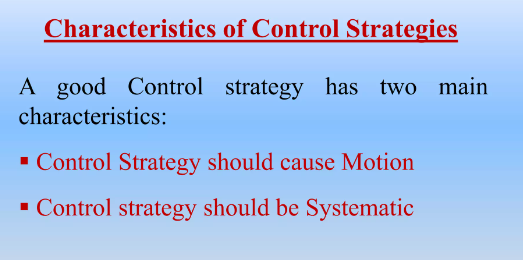 Characteristics of Control Strategies
A good Control strategy has two main
characteristics:
▪ Control Strategy should cause Motion
▪ Control strategy should be Systematic